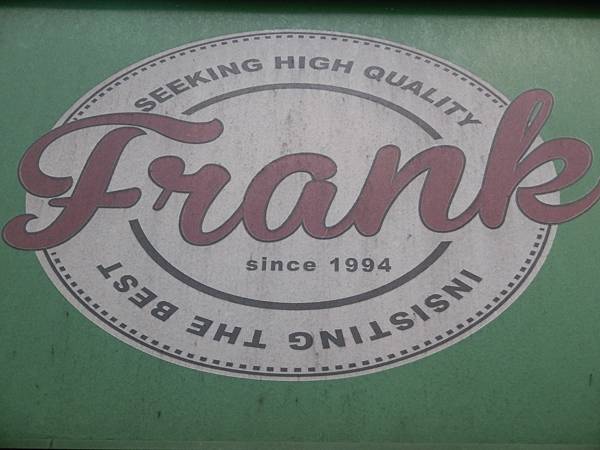 SEEKING HIGH QUALITY
Frank
since 1994
INSISTING THE BEST